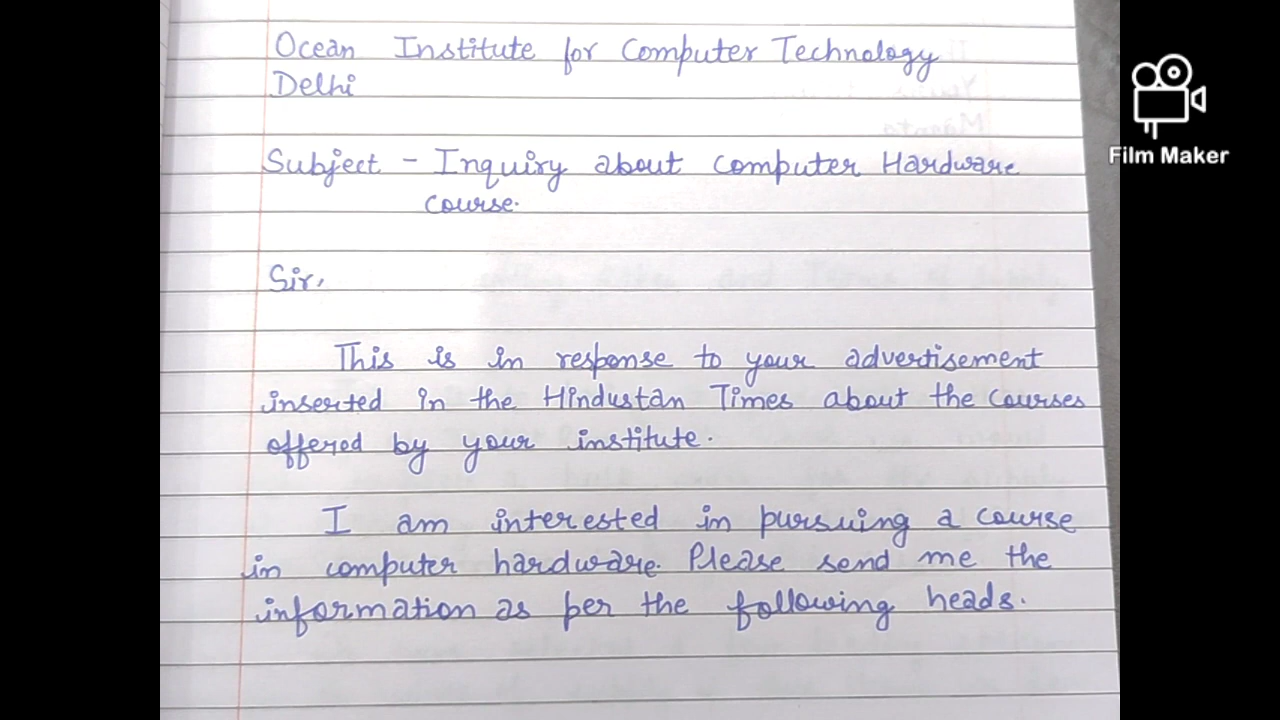 Ocean Institute for Computer Technology
Delhi
Subject - Inquiry about computer Hardware
course.
Sir,
This is in response to your advertisement
inserted in the Hindustan Times about the courses
offered by your institute.
I am interested in pursuing a course
in computer hardware. Please send me the
information as per the following heads.
Film Maker